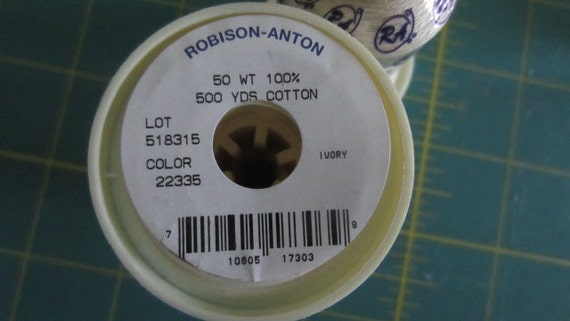 ROBISON-ANTON
50 WT 100%
500 YDS COTTON
LOT
518315
COLOR
22335
IVORY
7 10605 17303 9
RA